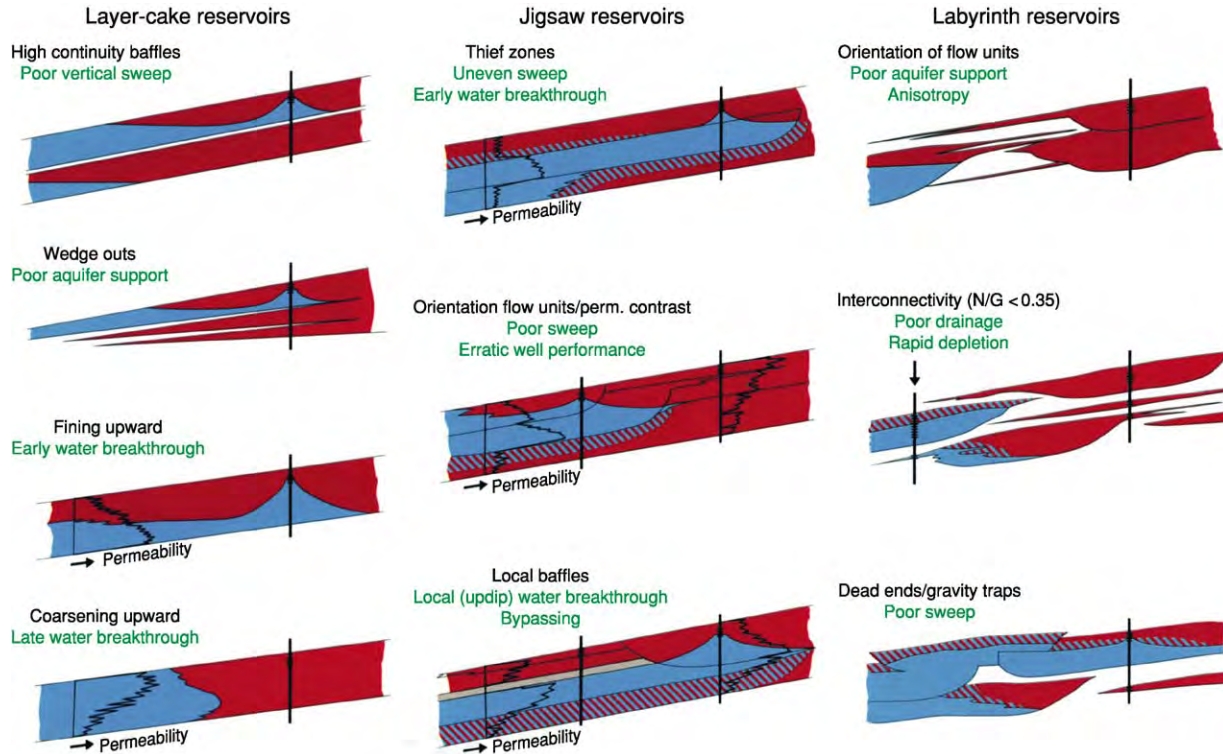 Layer-cake reservoirs
High continuity baffles
Poor vertical sweep
Wedge outs
Poor aquifer support
Fining upward
Early water breakthrough
Permeability
Coarsening upward
Late water breakthrough
Permeability
Jigsaw reservoirs
Thief zones
Uneven sweep
Early water breakthrough
Permeability
Orientation flow units/perm. contrast
Poor sweep
Erratic well performance
Permeability
Local baffles
Local (updip) water breakthrough
Bypassing
Permeability
Labyrinth reservoirs
Orientation of flow units
Poor aquifer support
Anisotropy
Interconnectivity (N/G < 0.35)
Poor drainage
Rapid depletion
Dead ends/gravity traps
Poor sweep